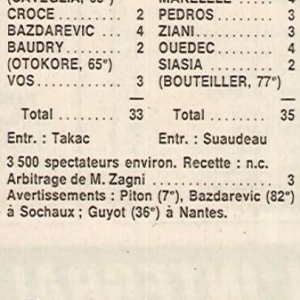 CROCE ........ 2 PEDROS ........ 3
BAZDAREVIC ... 4 ZIANI ........ 3
BAUDRY ....... 2 OUEDEC ........ 4
(OTOKORE, 65e) SIASIA ........ 2
VOS ........ 3 (BOUTEILLER, 77e)
Total ........ 33 Total ........ 35
Entr. : Takac Entr. : Suaudeau
3 500 spectateurs environ. Recette : n.c.
Arbitrage de M. Zagni ........ 3
Avertissements : Piton (7e), Bazdarevic (82e)
à Sochaux ; Guyot (36e) à Nantes.